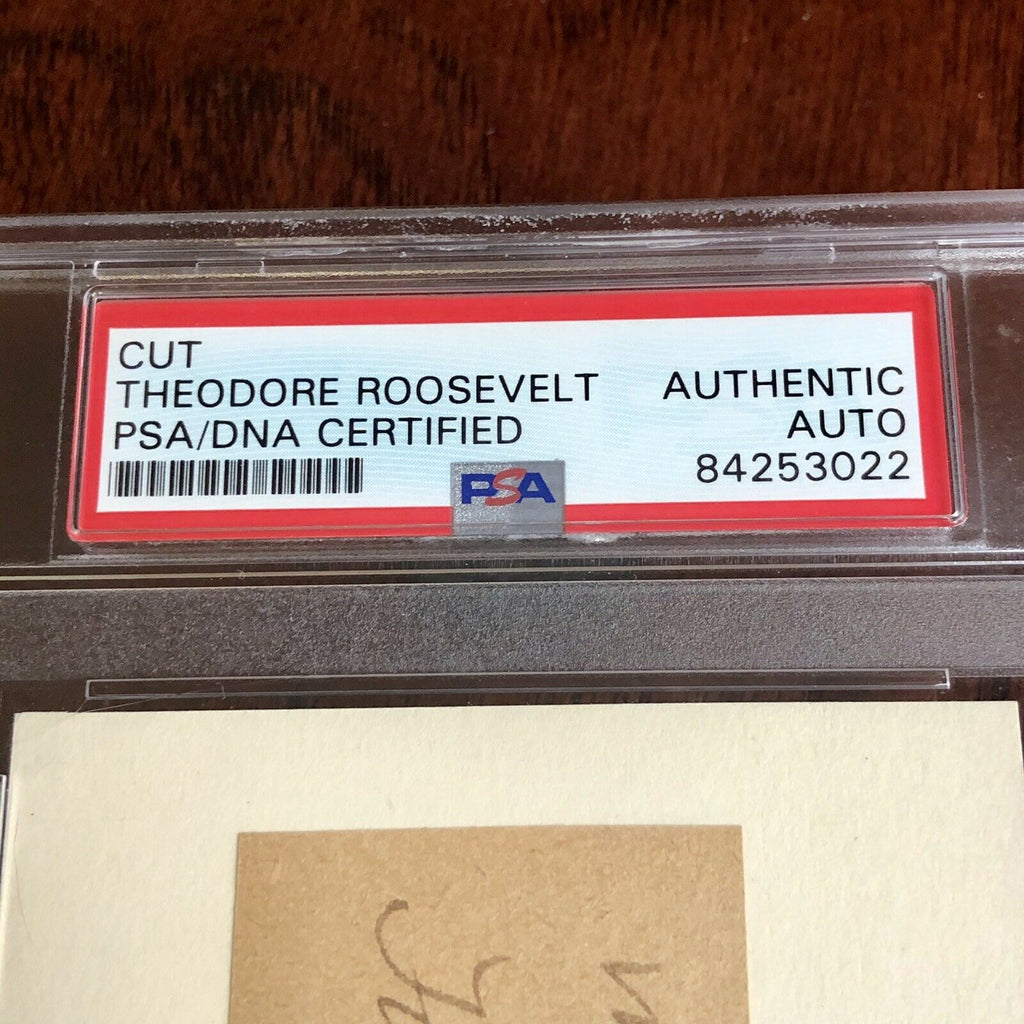 CUT
THEODORE ROOSEVELT
PSA/DNA CERTIFIED
AUTHENTIC
AUTO
84253022
PSA